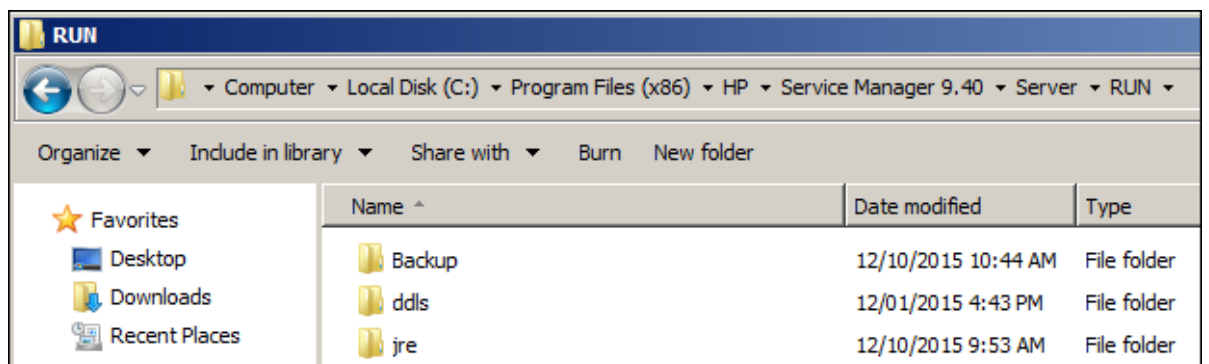 RUN
Computer Local Disk (C:) Program Files (x86) HP Service Manager 9.40 Server RUN
Organize Include in library Share with Burn New folder
Favorites
Desktop
Downloads
Recent Places
Name Date modified Type
Backup 12/10/2015 10:44 AM File folder
ddls 12/01/2015 4:43 PM File folder
jre 12/10/2015 9:53 AM File folder